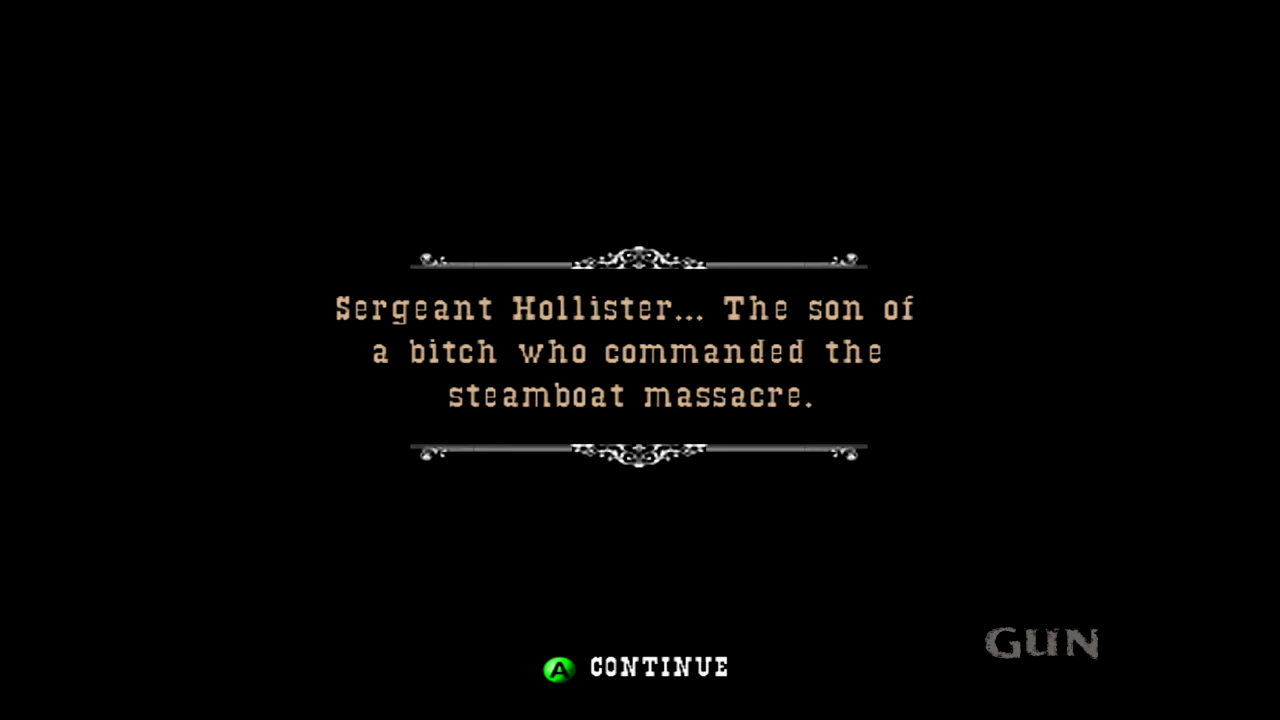 Sergeant Hollister... The son of
a bitch who commanded the
steamboat massacre.
GUN
A CONTINUE